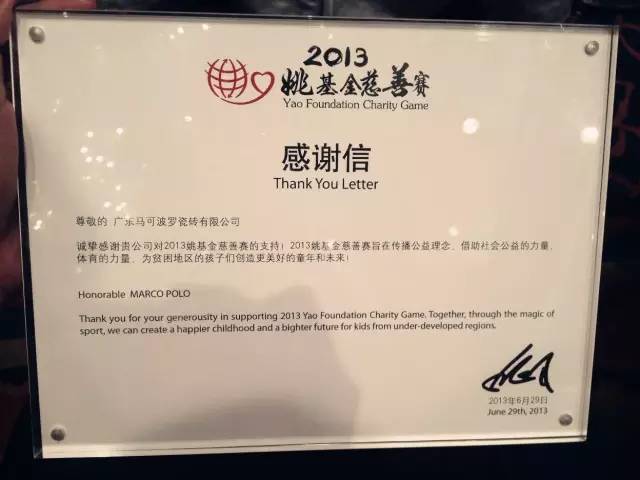 2013
姚基金慈善赛
Yao Foundation Charity Game
感谢信
Thank You Letter
尊敬的 广东马可波罗瓷砖有限公司
诚挚感谢贵公司对2013姚基金慈善赛的支持！2013姚基金慈善赛旨在传播公益理念、借助社会公益的力量、
体育的力量、为贫困地区的孩子们创造更美好的童年和未来！
Honorable MARCO POLO
Thank you for your generousity in supporting 2013 Yao Foundation Charity Game. Together, through the magic of
sport, we can create a happier childhood and a bighter future for kids from under-developed regions.
2013年6月29日
June 29th, 2013